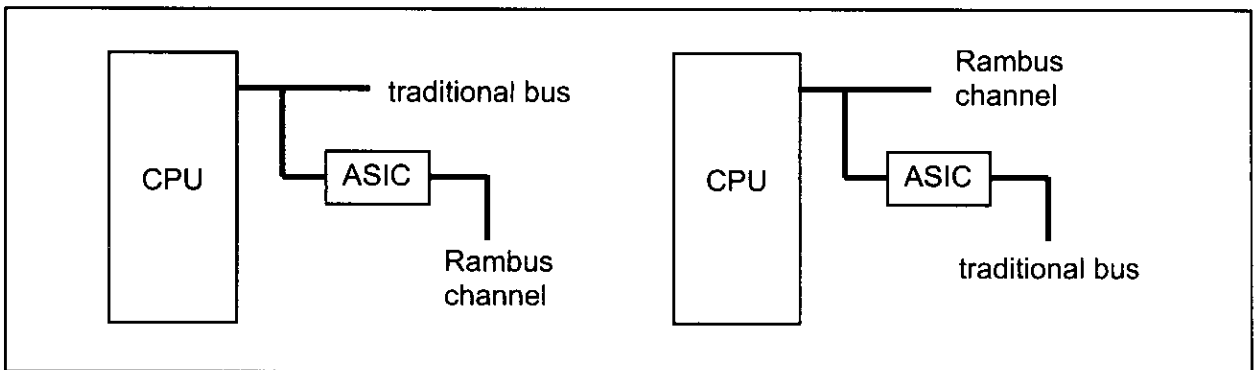 traditional bus
CPU
ASIC
Rambus
channel
Rambus
channel
CPU
ASIC
traditional bus